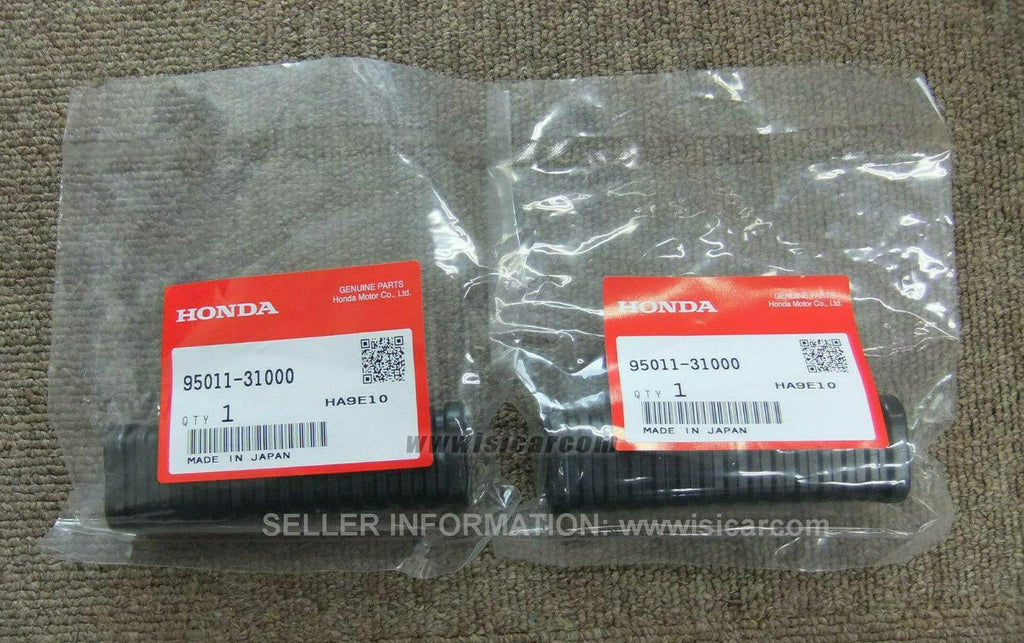 HONDA
GENUINE PARTS
Honda Motor Co., Ltd.
95011-31000
HA9E10
QTY 1
MADE IN JAPAN
HONDA
GENUINE PARTS
Honda Motor Co., Ltd.
95011-31000
HA9E10
QTY 1
MADE IN JAPAN
www.isicar.com
SELLER INFORMATION: www.isicar.com